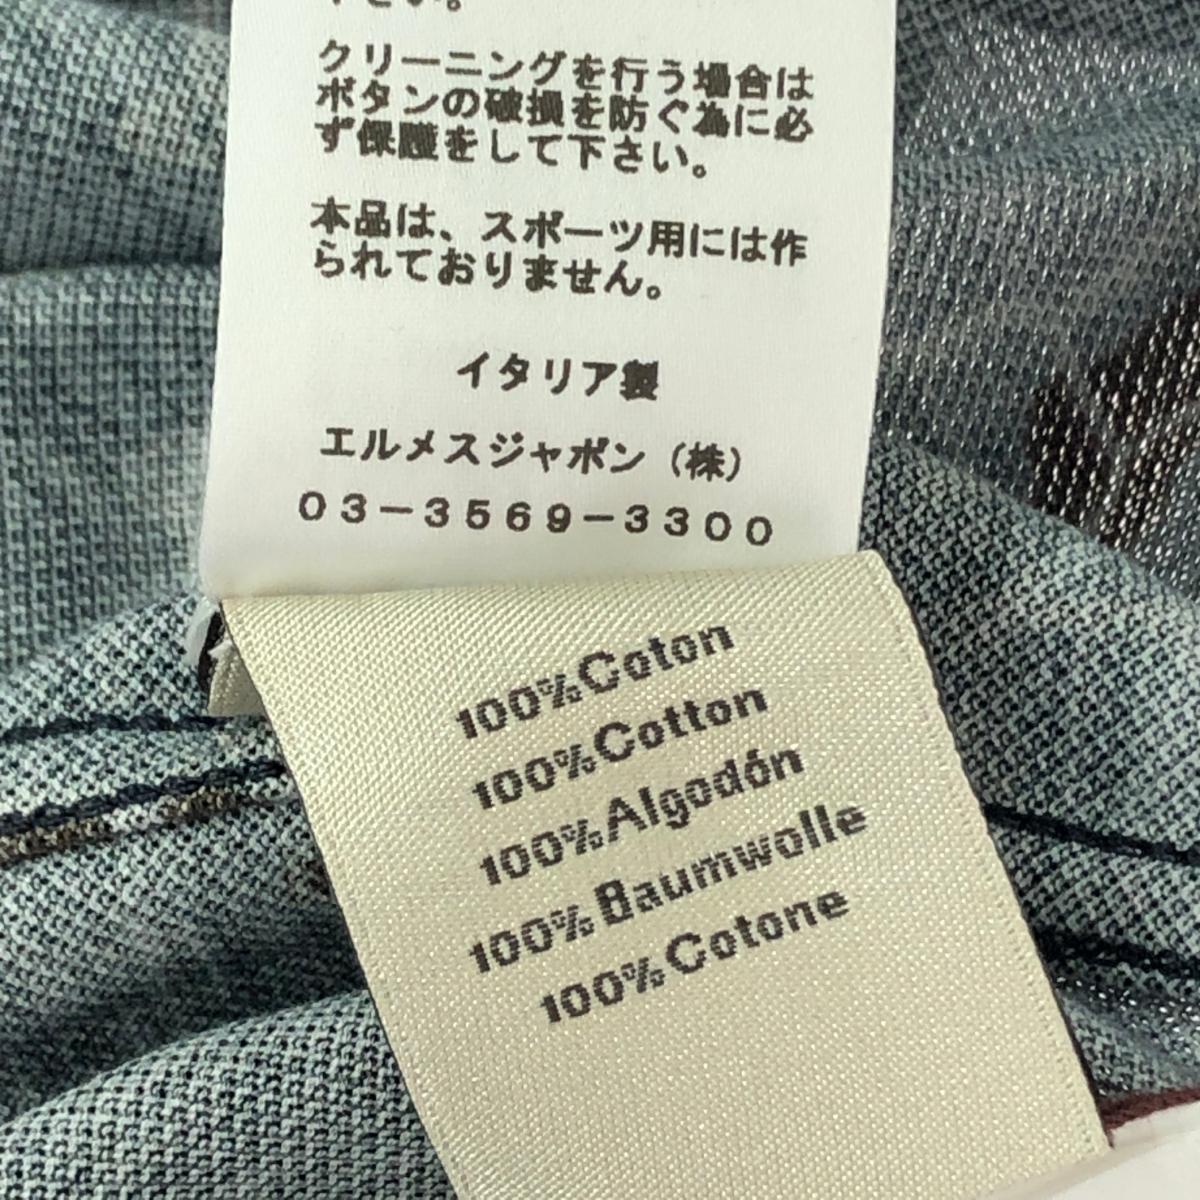 下さい。
クリーニングを行う場合は
ボタンの破損を防ぐ為に必
ず保護をして下さい。
本品は、スポーツ用には作
られておりません。
イタリア製
エルメスジャポン（株）
０３－３５６９－３３００
100%Coton
100%Cotton
100%Algodón
100%Baumwolle
100%Cotone